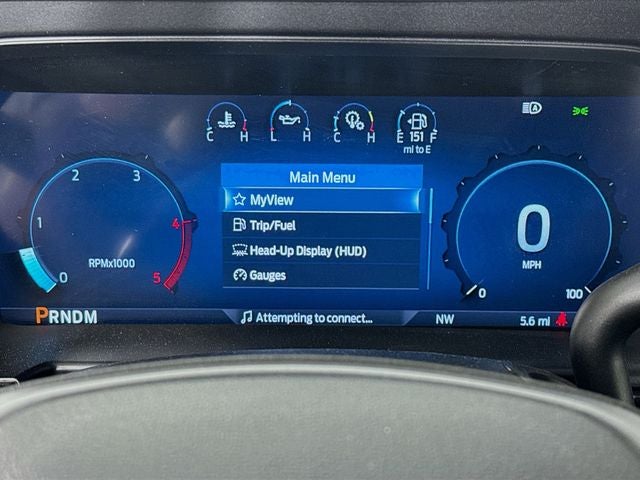 C H L H C H E 151 F
mi to E
Main Menu
MyView
Trip/Fuel
Head-Up Display (HUD)
Gauges
0 1 2 3 4 5
RPMx1000
0
MPH
0 100
PRNDM
Attempting to connect...
NW
5.6 mi